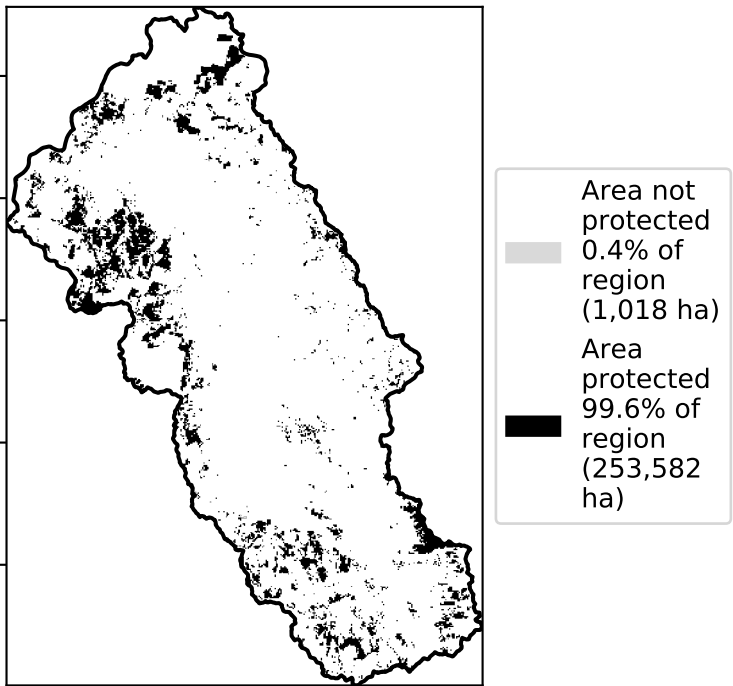 Area not
protected
0.4% of
region
(1,018 ha)
Area
protected
99.6% of
region
(253,582
ha)